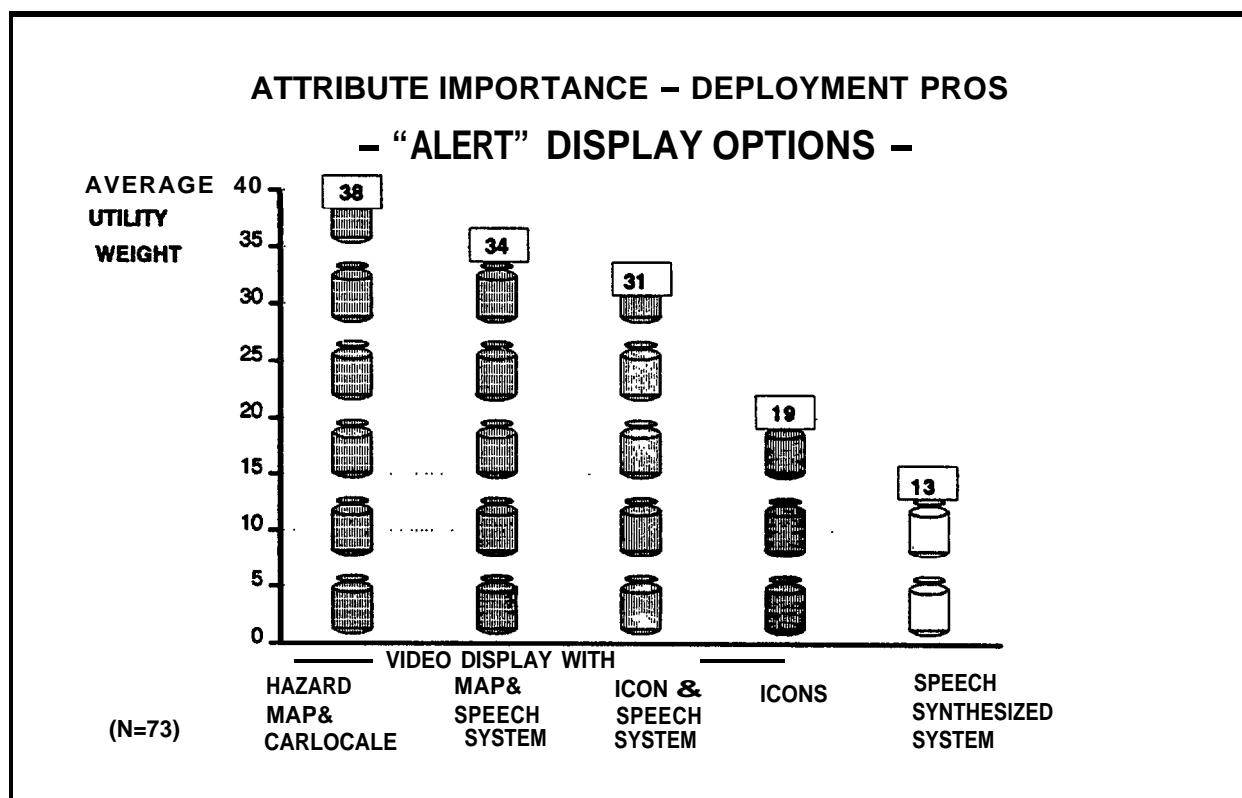 ATTRIBUTE IMPORTANCE – DEPLOYMENT PROS
– “ALERT” DISPLAY OPTIONS –
AVERAGE
UTILITY
WEIGHT
40
35
30
25
20
15
10
5
0
38
34
31
19
13
VIDEO DISPLAY WITH
HAZARD
MAP&
CARLOCALE
MAP&
SPEECH
SYSTEM
ICON &
SPEECH
SYSTEM
ICONS
SPEECH
SYNTHESIZED
SYSTEM
(N=73)